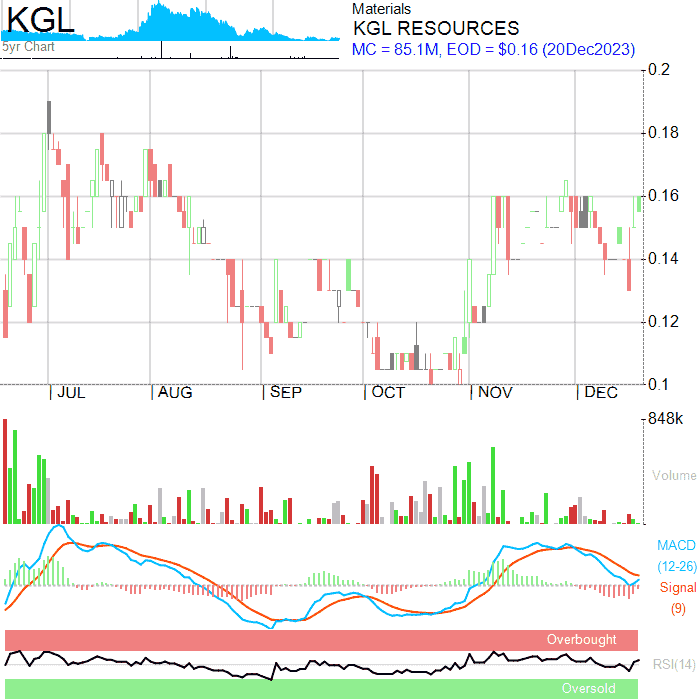 KGL
5yr Chart
Materials
KGL RESOURCES
MC = 85.1M, EOD = $0.16 (20Dec2023)
0.2
0.18
0.16
0.14
0.12
0.1
JUL AUG SEP OCT NOV DEC
848k
Volume
MACD
(12-26)
Signal
(9)
Overbought
RSI(14)
Oversold